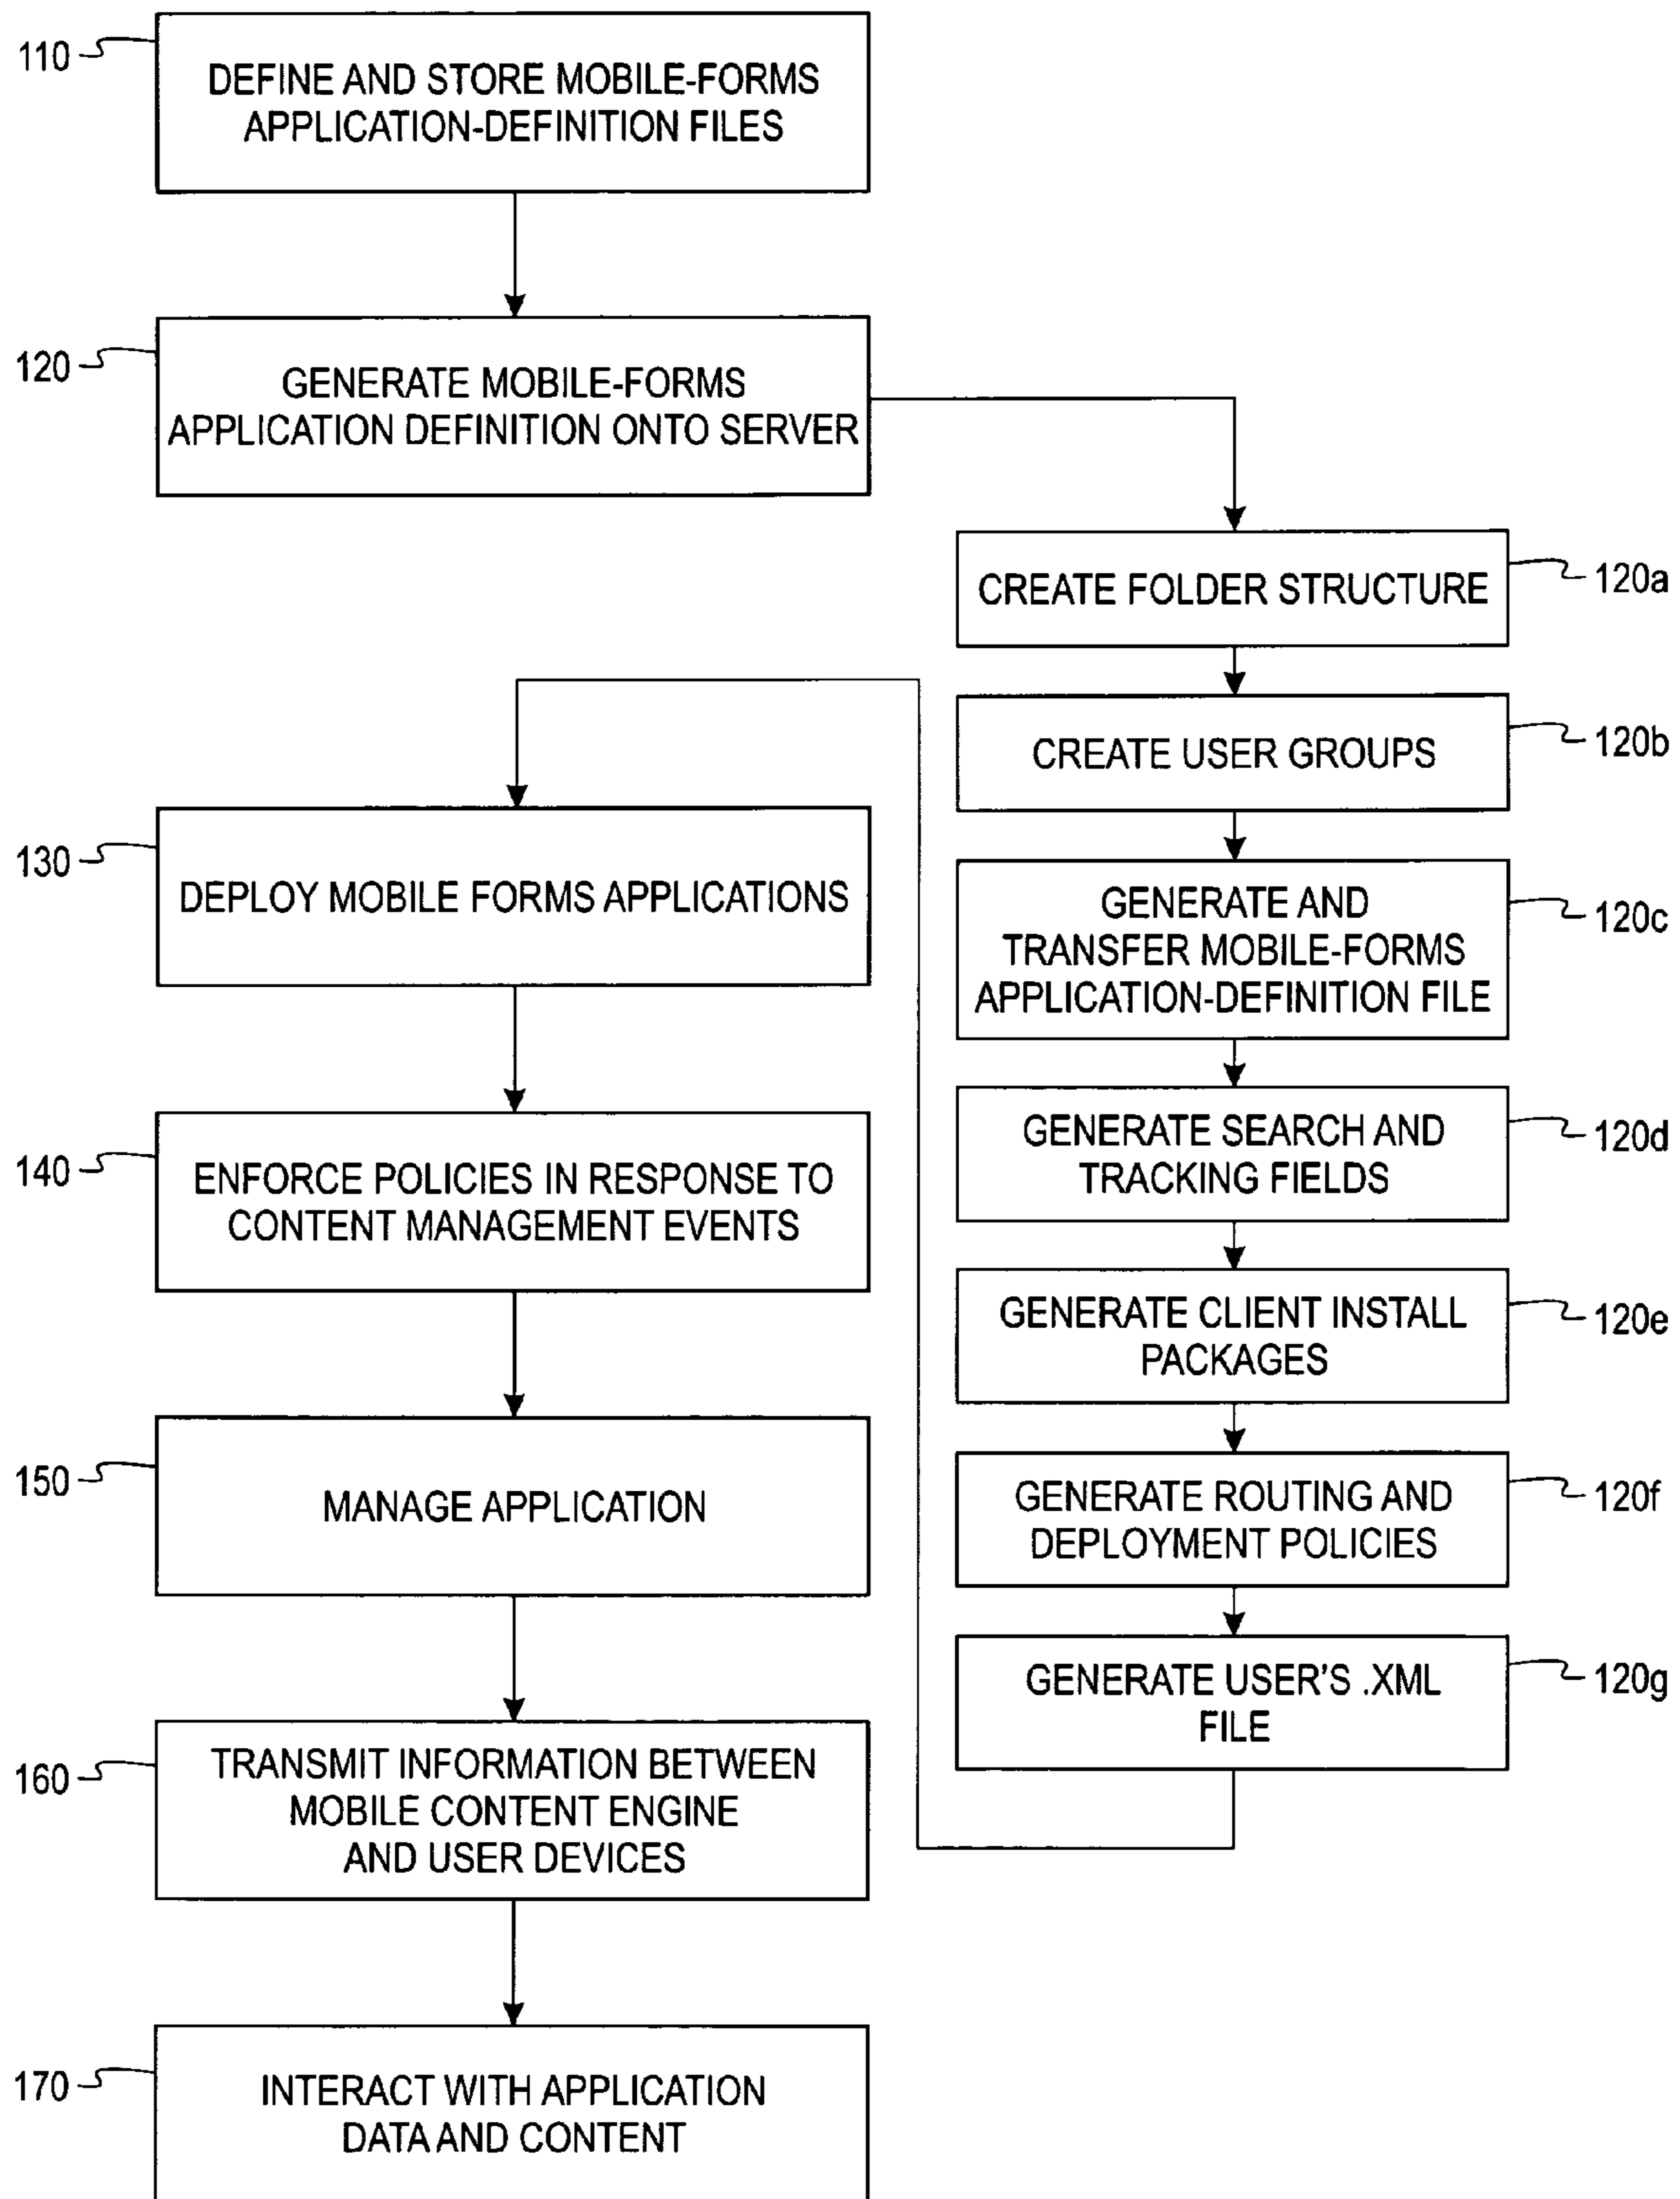 110
DEFINE AND STORE MOBILE-FORMS
APPLICATION-DEFINITION FILES
120
GENERATE MOBILE-FORMS
APPLICATION DEFINITION ONTO SERVER
120a
CREATE FOLDER STRUCTURE
120b
CREATE USER GROUPS
120c
GENERATE AND
TRANSFER MOBILE-FORMS
APPLICATION-DEFINITION FILE
120d
GENERATE SEARCH AND
TRACKING FIELDS
120e
GENERATE CLIENT INSTALL
PACKAGES
120f
GENERATE ROUTING AND
DEPLOYMENT POLICIES
120g
GENERATE USER'S .XML
FILE
130
DEPLOY MOBILE FORMS APPLICATIONS
140
ENFORCE POLICIES IN RESPONSE TO
CONTENT MANAGEMENT EVENTS
150
MANAGE APPLICATION
160
TRANSMIT INFORMATION BETWEEN
MOBILE CONTENT ENGINE
AND USER DEVICES
170
INTERACT WITH APPLICATION
DATA AND CONTENT